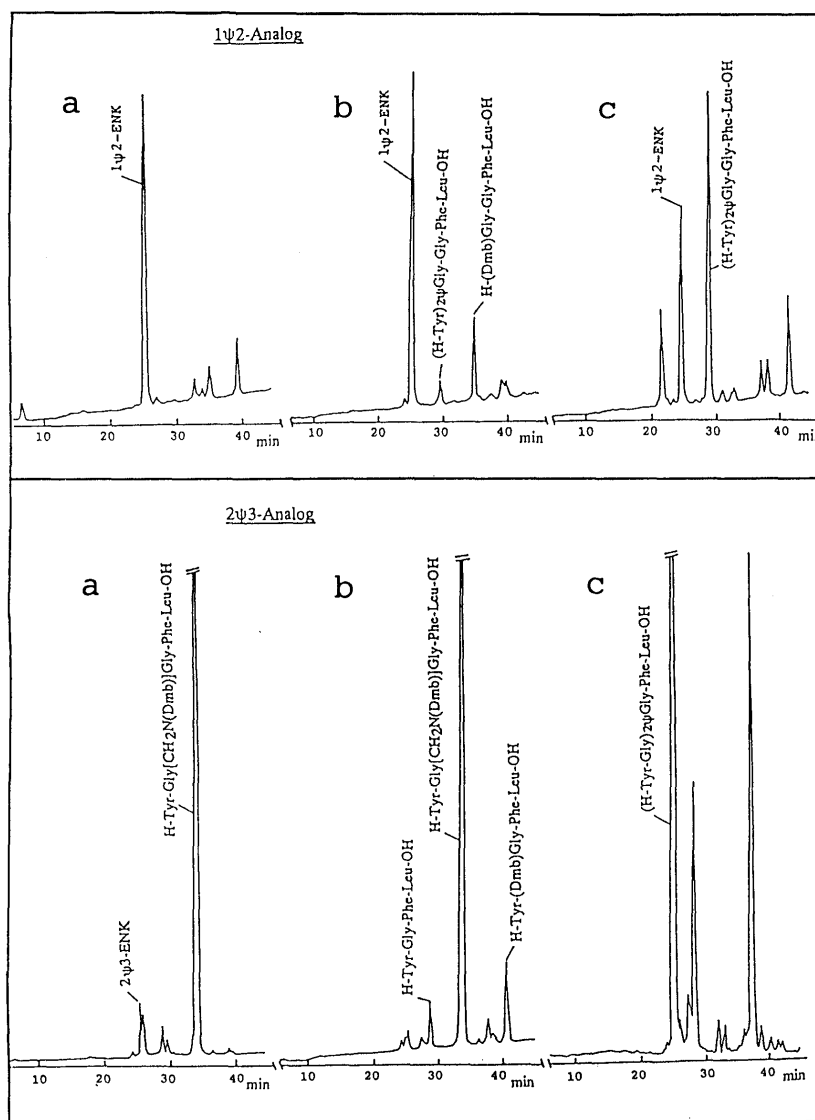 1ψ2-Analog
a
1ψ2-ENK
10 20 30 40 min
b
1ψ2-ENK
(H-Tyr)2ψGly-Gly-Phe-Leu-OH
H-(Dmb)Gly-Gly-Phe-Leu-OH
10 20 30 40 min
c
1ψ2-ENK
(H-Tyr)2ψGly-Gly-Phe-Leu-OH
10 20 30 40 min
2ψ3-Analog
a
2ψ3-ENK
H-Tyr-Gly[CH2N(Dmb)]Gly-Phe-Leu-OH
10 20 30 40 min
b
H-Tyr-Gly-Phe-Leu-OH
H-Tyr-Gly[CH2N(Dmb)]Gly-Phe-Leu-OH
H-Tyr-(Dmb)Gly-Phe-Leu-OH
10 20 30 40 min
c
(H-Tyr-Gly)2ψGly-Phe-Leu-OH
10 20 30 40 min